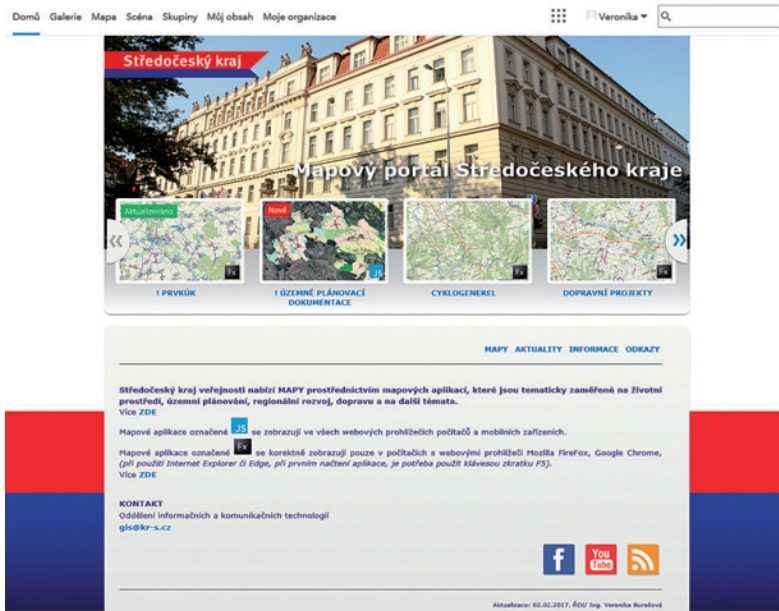 Domů Galerie Mapa Scéna Skupiny Můj obsah Moje organizace Veronika
Středočeský kraj
Mapový portál Středočeského kraje
Aktualizováno Nové
« »
Fx JS Fx Fx
! PRVKÚK ! ÚZEMNĚ PLÁNOVACÍ CYKLOGENEREL DOPRAVNÍ PROJEKTY
DOKUMENTACE
MAPY AKTUALITY INFORMACE ODKAZY
Středočeský kraj veřejnosti nabízí MAPY prostřednictvím mapových aplikací, které jsou tematicky zaměřené na životní
prostředí, územní plánování, regionální rozvoj, dopravu a na další témata.
Více ZDE
Mapové aplikace označené JS se zobrazují ve všech webových prohlížečích počítačů a mobilních zařízeních.
Mapové aplikace označené Fx se korektně zobrazují pouze v počítačích s webovými prohlížeči Mozilla FireFox, Google Chrome,
(při použití Internet Explorer či Edge, při prvním načtení aplikace, je potřeba použít klávesou zkratku F5).
Více ZDE
KONTAKT
Oddělení informačních a komunikačních technologií
gis@kr-s.cz
f You Tube
Aktualizace: 02.02.2017, ŘDI/ Ing. Veronika Burešová